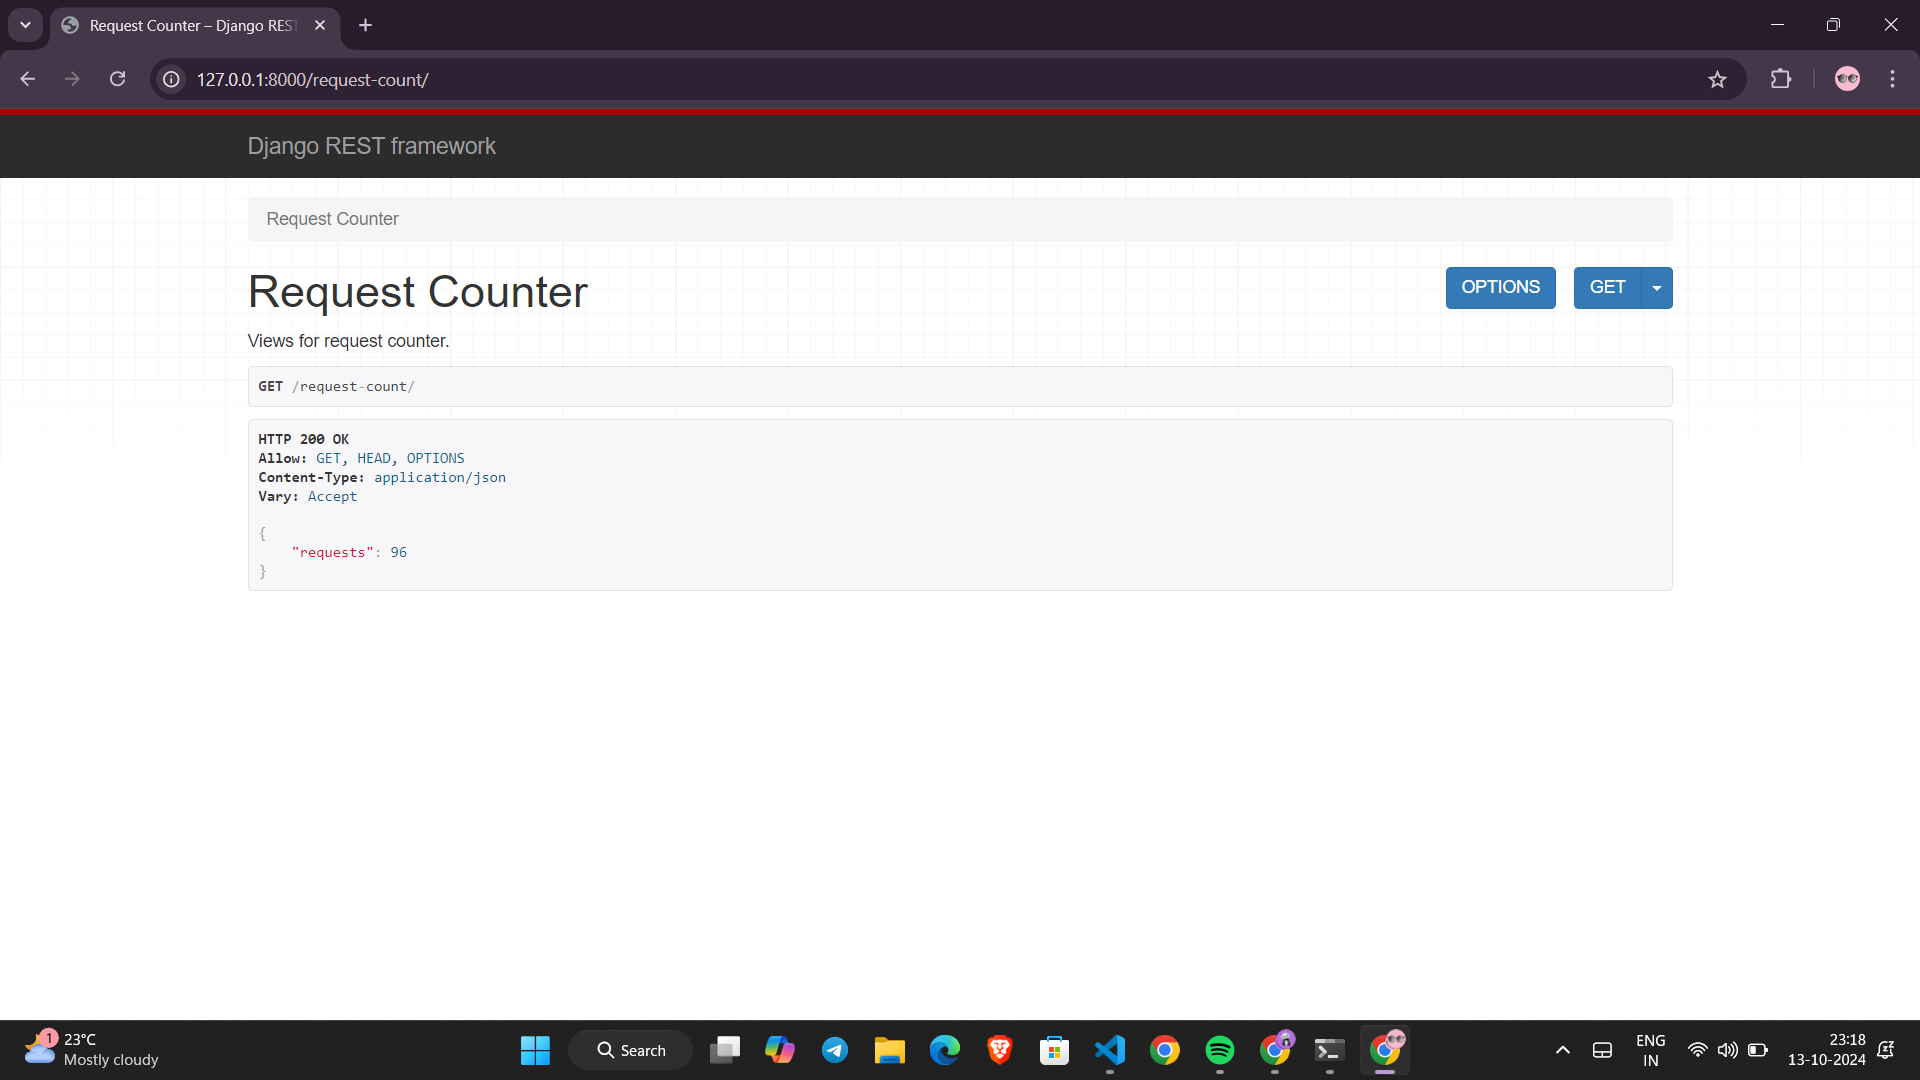 Request Counter – Django REST
127.0.0.1:8000/request-count/
Django REST framework
Request Counter
Request Counter
OPTIONS
GET
Views for request counter.
GET /request-count/
HTTP 200 OK
Allow: GET, HEAD, OPTIONS
Content-Type: application/json
Vary: Accept
{
"requests": 96
}
1
23°C
Mostly cloudy
Search
ENG
IN
23:18
13-10-2024